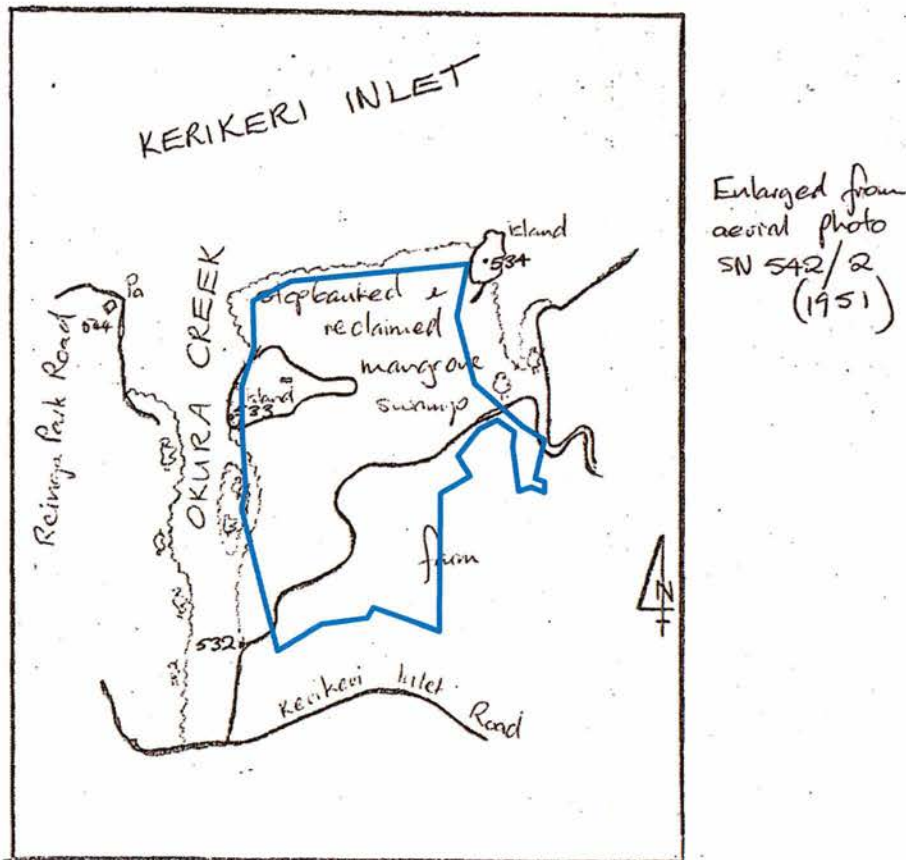 KERIKERI INLET
Enlarged from
aerial photo
SN 542/2
(1951)
island
534
Pa
544
stopbanked &
reclaimed
mangrove
swamp
OKURA CREEK
island
533
Reinga Park Road
farm
N
532
Kerikeri Inlet Road